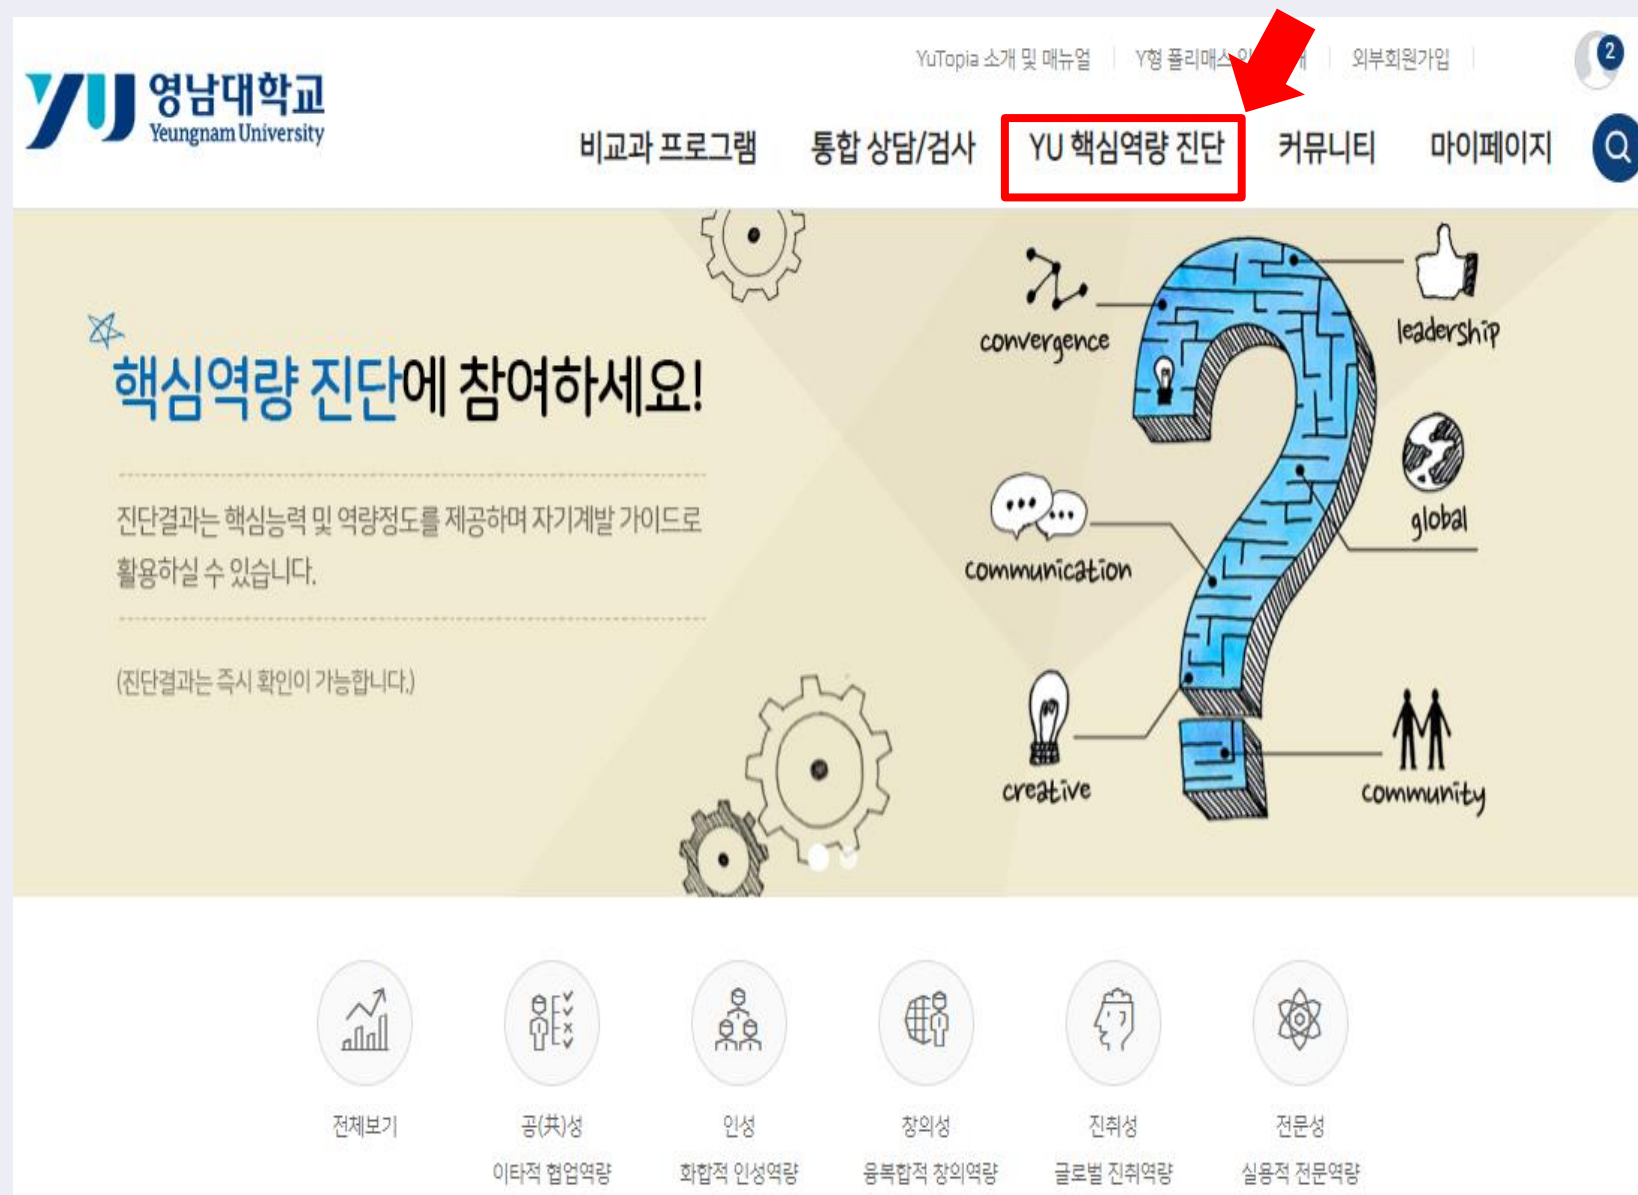 YuTopia 소개 및 매뉴얼
Y형 폴리매스
외부회원가입
2
YU 영남대학교
Yeungnam University
비교과 프로그램
통합 상담/검사
YU 핵심역량 진단
커뮤니티
마이페이지
핵심역량 진단에 참여하세요!
진단결과는 핵심능력 및 역량정도를 제공하며 자기계발 가이드로
활용하실 수 있습니다.
(진단결과는 즉시 확인이 가능합니다.)
convergence
leadership
global
communication
creative
community
전체보기
공(共)성
이타적 협업역량
인성
화합적 인성역량
창의성
융복합적 창의역량
진취성
글로벌 진취역량
전문성
실용적 전문역량